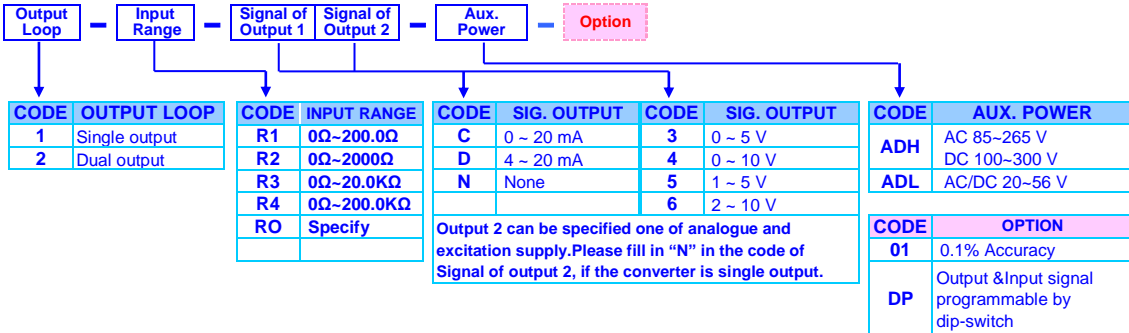 Output Loop
Input Range
Signal of Output 1
Signal of Output 2
Aux. Power
Option
CODE OUTPUT LOOP
1 Single output
2 Dual output
CODE INPUT RANGE
R1 0Ω~200.0Ω
R2 0Ω~2000Ω
R3 0Ω~20.0KΩ
R4 0Ω~200.0KΩ
RO Specify
CODE SIG. OUTPUT CODE SIG. OUTPUT
C 0 ~ 20 mA 3 0 ~ 5 V
D 4 ~ 20 mA 4 0 ~ 10 V
N None 5 1 ~ 5 V
6 2 ~ 10 V
Output 2 can be specified one of analogue and
excitation supply.Please fill in “N” in the code of
Signal of output 2, if the converter is single output.
CODE AUX. POWER
ADH AC 85~265 V
DC 100~300 V
ADL AC/DC 20~56 V
CODE OPTION
01 0.1% Accuracy
DP Output &Input signal
programmable by
dip-switch